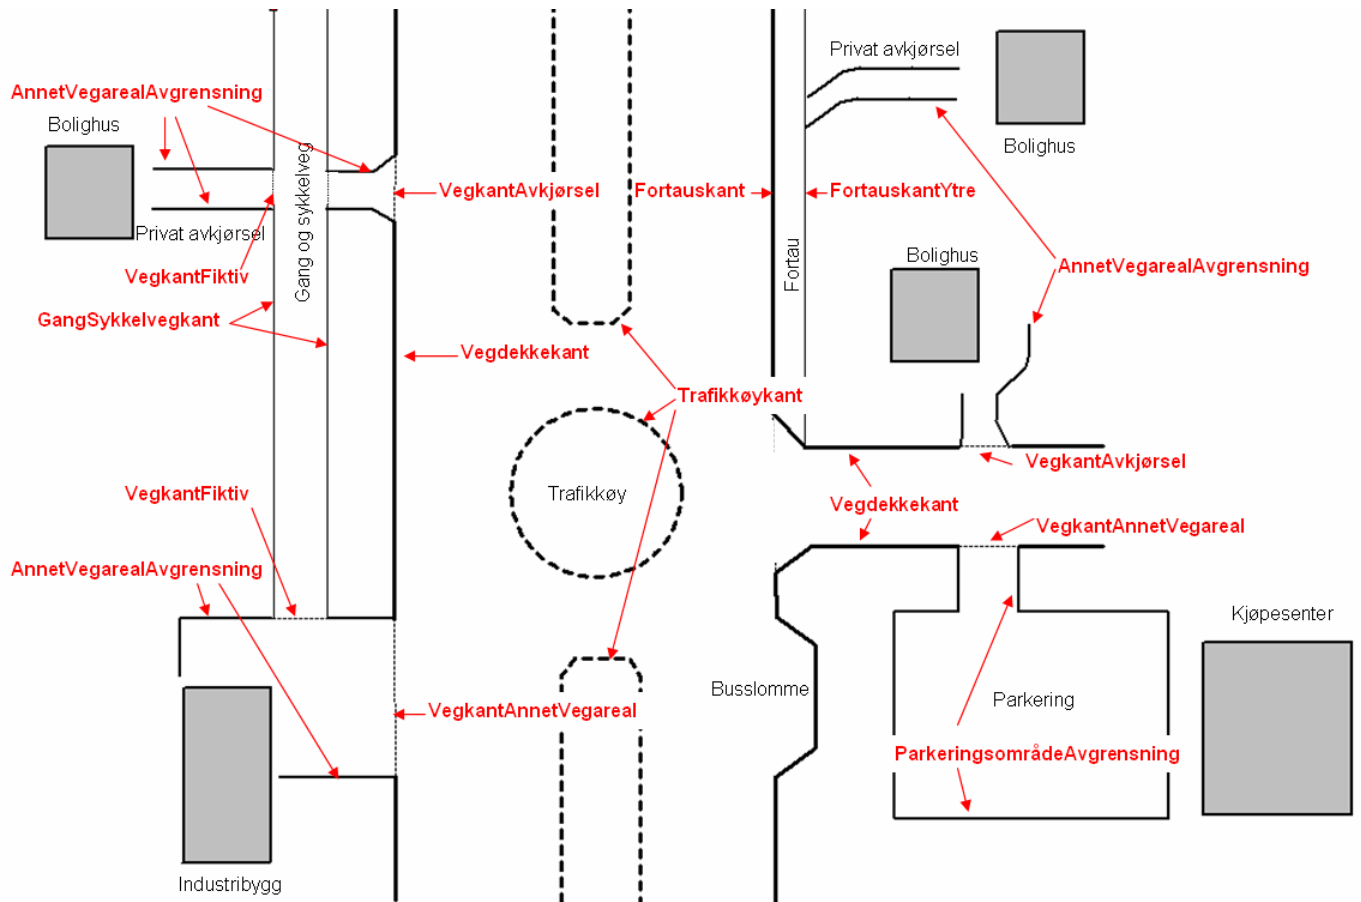 Privat avkjørsel
AnnetVegarealAvgrensning
Bolighus
Bolighus
Gang og sykkelveg
VegkantAvkjørsel
Fortauskant
FortauskantYtre
Privat avkjørsel
Fortau
Bolighus
VegkantFiktiv
AnnetVegarealAvgrensning
GangSykkelvegkant
Vegdekkekant
Trafikkøykant
VegkantAvkjørsel
VegkantFiktiv
Trafikkøy
Vegdekkekant
VegkantAnnetVegareal
AnnetVegarealAvgrensning
Kjøpesenter
Busslomme
Parkering
VegkantAnnetVegareal
ParkeringsområdeAvgrensning
Industribygg